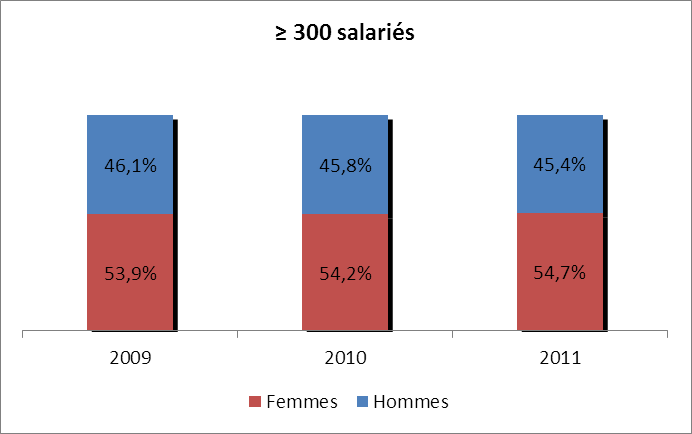 ≥ 300 salariés
46,1% 45,8% 45,4%
53,9% 54,2% 54,7%
2009 2010 2011
Femmes Hommes